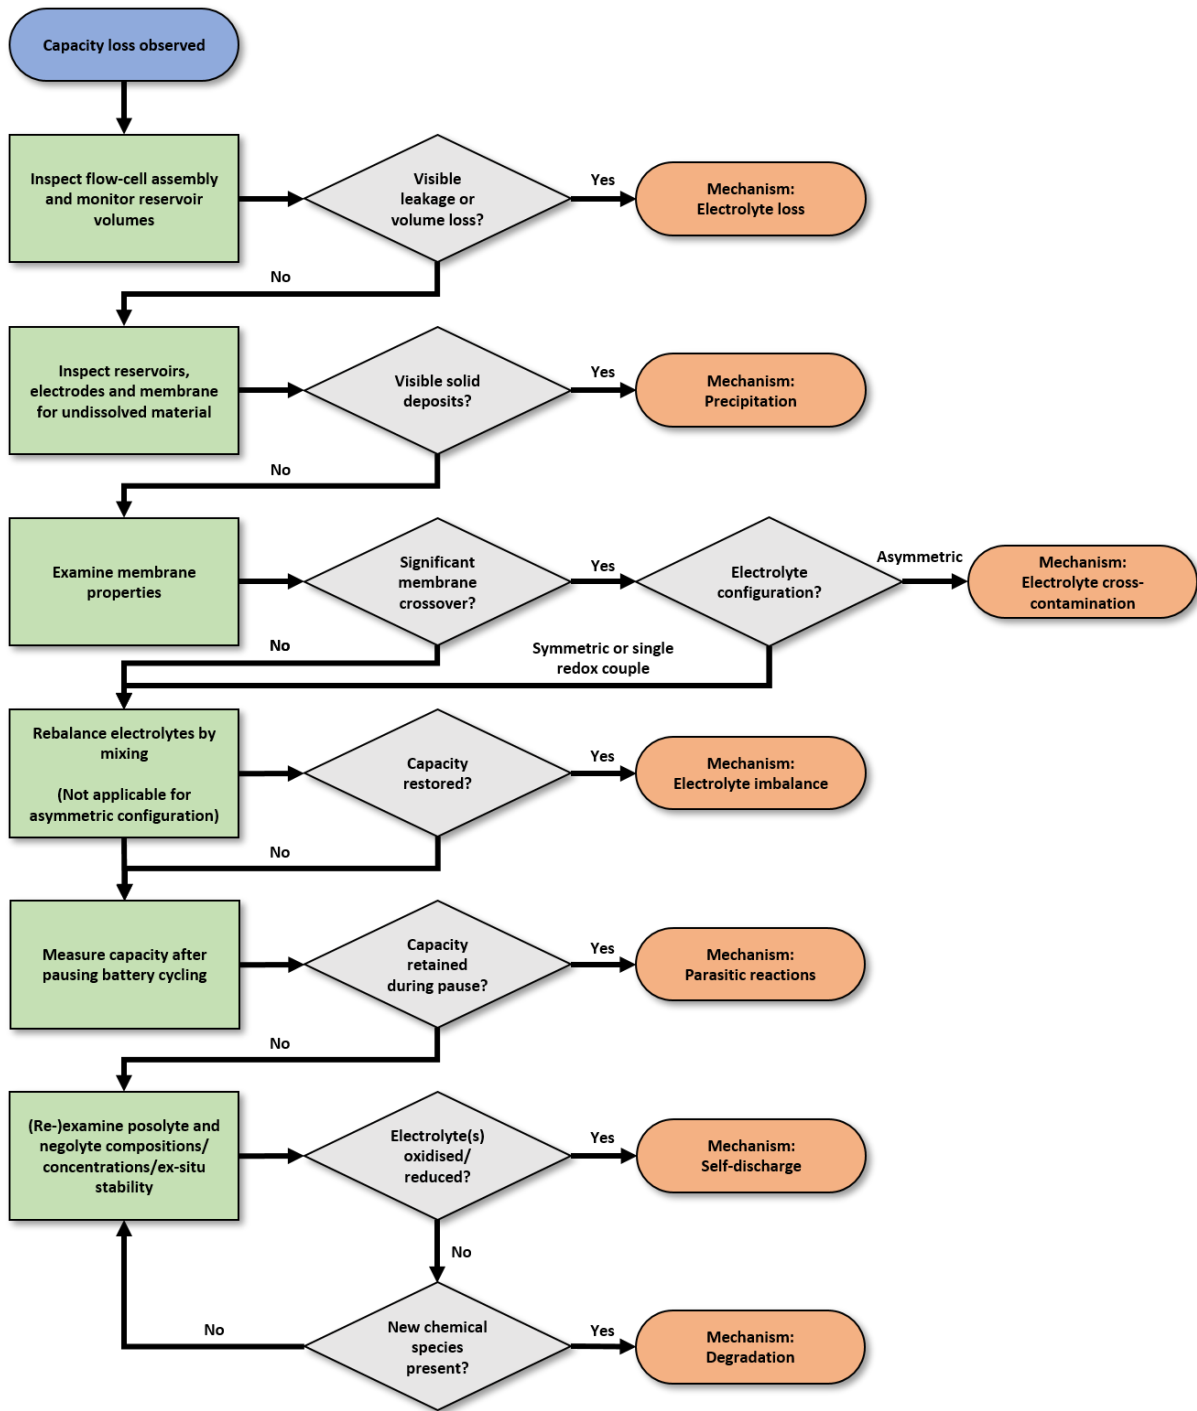 Capacity loss observed
Inspect flow-cell assembly
and monitor reservoir
volumes
Visible
leakage or
volume loss?
Yes
Mechanism:
Electrolyte loss
No
Inspect reservoirs,
electrodes and membrane
for undissolved material
Visible solid
deposits?
Yes
Mechanism:
Precipitation
No
Examine membrane
properties
Significant
membrane
crossover?
Yes
Electrolyte
configuration?
Asymmetric
Mechanism:
Electrolyte cross-
contamination
No
Symmetric or single
redox couple
Rebalance electrolytes by
mixing
(Not applicable for
asymmetric configuration)
Capacity
restored?
Yes
Mechanism:
Electrolyte imbalance
No
Measure capacity after
pausing battery cycling
Capacity
retained
during pause?
Yes
Mechanism:
Parasitic reactions
No
(Re-)examine posolyte and
negolyte compositions/
concentrations/ex-situ
stability
Electrolyte(s)
oxidised/
reduced?
Yes
Mechanism:
Self-discharge
No
New chemical
species
present?
No
Yes
Mechanism:
Degradation